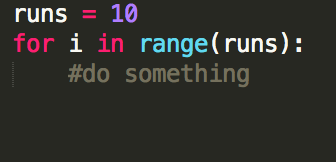 runs = 10
for i in range(runs):
    #do something